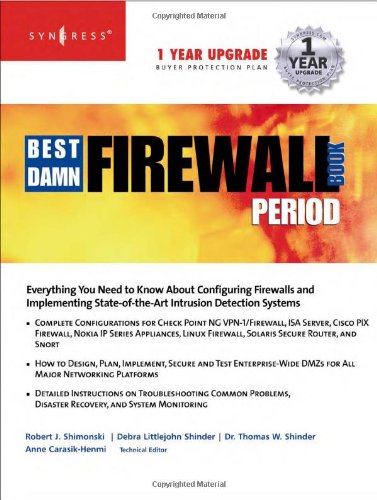 SYNGRESS®
1 YEAR UPGRADE
BUYER PROTECTION PLAN
SYNGRESS.COM
1
YEAR
UPGRADE
BUYER PROTECTION PLAN
BEST
DAMN
FIREWALL
BOOK
PERIOD
Everything You Need to Know About Configuring Firewalls and
Implementing State-of-the-Art Intrusion Detection Systems
• COMPLETE CONFIGURATIONS FOR CHECK POINT NG VPN-1/FIREWALL, ISA SERVER, CISCO PIX
FIREWALL, NOKIA IP SERIES APPLIANCES, LINUX FIREWALL, SOLARIS SECURE ROUTER, AND
SNORT
• HOW TO DESIGN, PLAN, IMPLEMENT, SECURE AND TEST ENTERPRISE-WIDE DMZS FOR ALL
MAJOR NETWORKING PLATFORMS
• DETAILED INSTRUCTIONS ON TROUBLESHOOTING COMMON PROBLEMS,
DISASTER RECOVERY, AND SYSTEM MONITORING
Robert J. Shimonski | Debra Littlejohn Shinder | Dr. Thomas W. Shinder
Anne Carasik-Henmi Technical Editor
Copyrighted Material